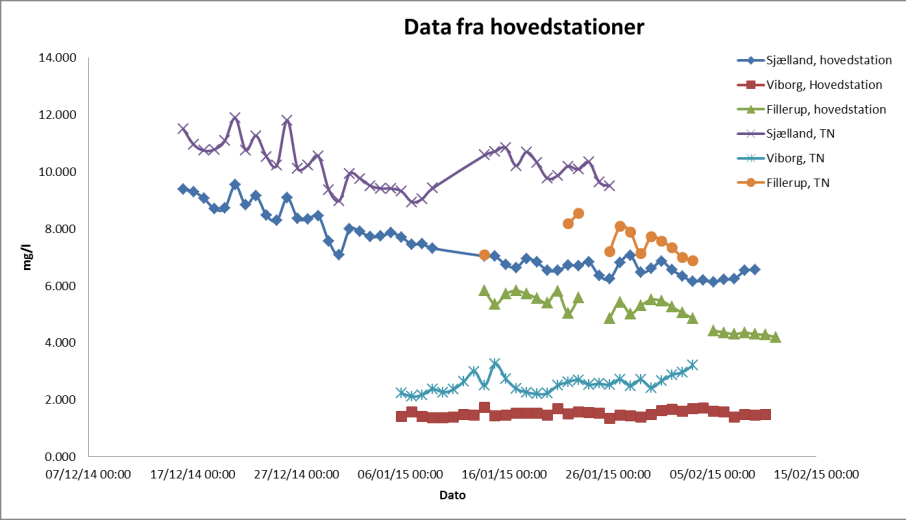 Data fra hovedstationer
14.000
12.000
10.000
8.000
6.000
4.000
2.000
0.000
mg/l
07/12/14 00:00 17/12/14 00:00 27/12/14 00:00 06/01/15 00:00 16/01/15 00:00 26/01/15 00:00 05/02/15 00:00 15/02/15 00:00
Dato
Sjælland, hovedstation
Viborg, Hovedstation
Fillerup, hovedstation
Sjælland, TN
Viborg, TN
Fillerup, TN